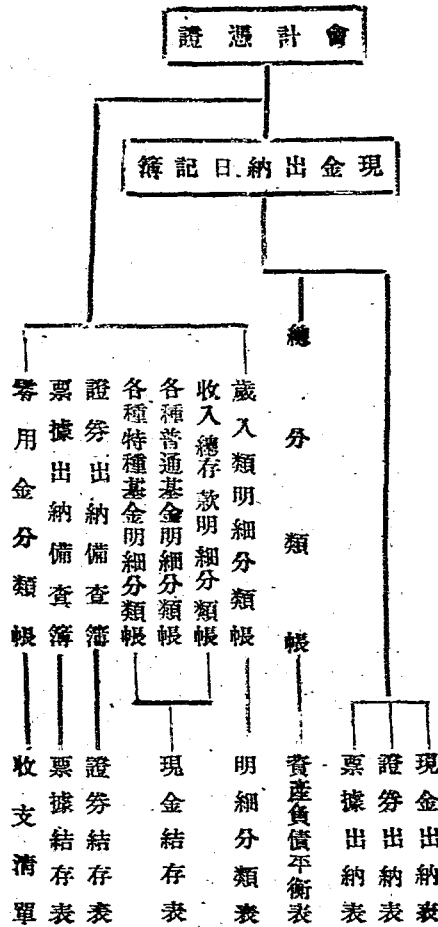 會計憑證
現金出納日記簿
總分類帳
歲入類明細分類帳
收入總存款明細分類帳
各種普通基金明細分類帳
各種特種基金明細分類帳
證券出納備查簿
票據出納備查簿
零用金分類帳
現金出納表
證券出納表
票據出納表
資產負債平衡表
明細分類表
現金結存表
證券結存表
票據結存表
收支清單